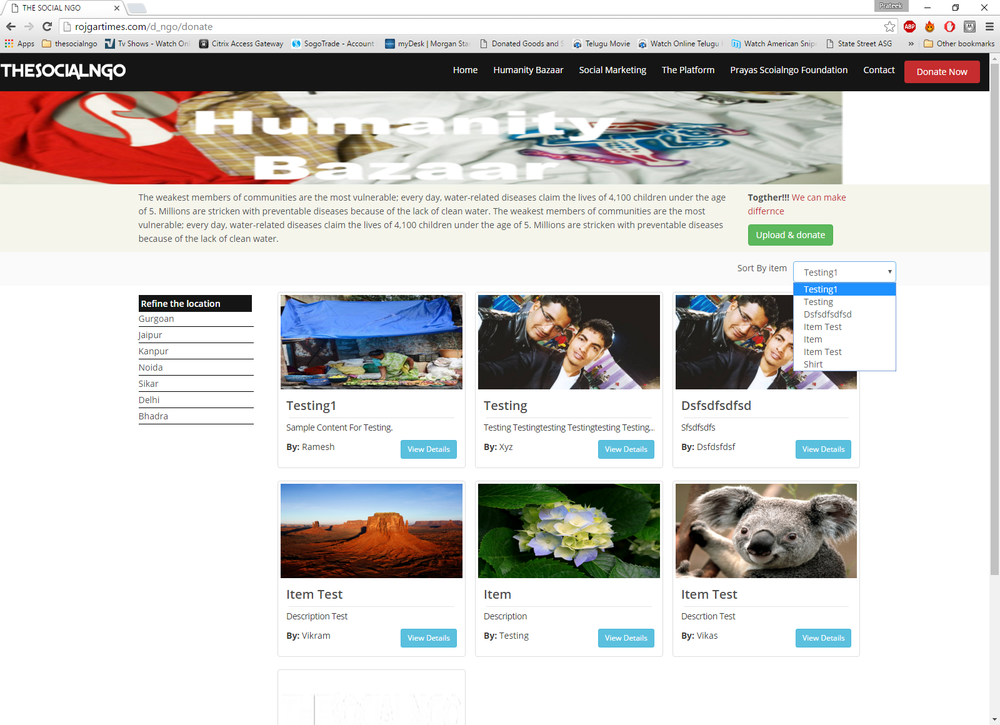 THE SOCIAL NGO
Prateek
rojgartimes.com/d_ngo/donate
ABP
Apps
thesocialngo
Tv Shows - Watch Onl
Citrix Access Gateway
SogoTrade - Account
myDesk | Morgan Star
Donated Goods and S
Telugu Movie
Watch Online Telugu
Watch American Snipe
State Street ASG
»
Other bookmarks
THESOCIALNGO
Home
Humanity Bazaar
Social Marketing
The Platform
Prayas Scoialngo Foundation
Contact
Donate Now
Humanity
Bazaar
The weakest members of communities are the most vulnerable; every day, water-related diseases claim the lives of 4,100 children under the age
of 5. Millions are stricken with preventable diseases because of the lack of clean water. The weakest members of communities are the most
vulnerable; every day, water-related diseases claim the lives of 4,100 children under the age of 5. Millions are stricken with preventable diseases
because of the lack of clean water.
Togther!!! We can make
differnce
Upload & donate
Sort By item
Testing1
Testing1
Testing
Dsfsdfsdfsd
Item Test
Item
Item Test
Shirt
Refine the location
Gurgoan
Jaipur
Kanpur
Noida
Sikar
Delhi
Bhadra
Testing1
Sample Content For Testing.
By: Ramesh
View Details
Testing
Testing Testingtesting Testingtesting Testing...
By: Xyz
View Details
Dsfsdfsdfsd
Sfsdfsdfs
By: Dsfdsfdsf
View Details
Item Test
Description Test
By: Vikram
View Details
Item
Description
By: Testing
View Details
Item Test
Descrtion Test
By: Vikas
View Details
THESOCIALNGO